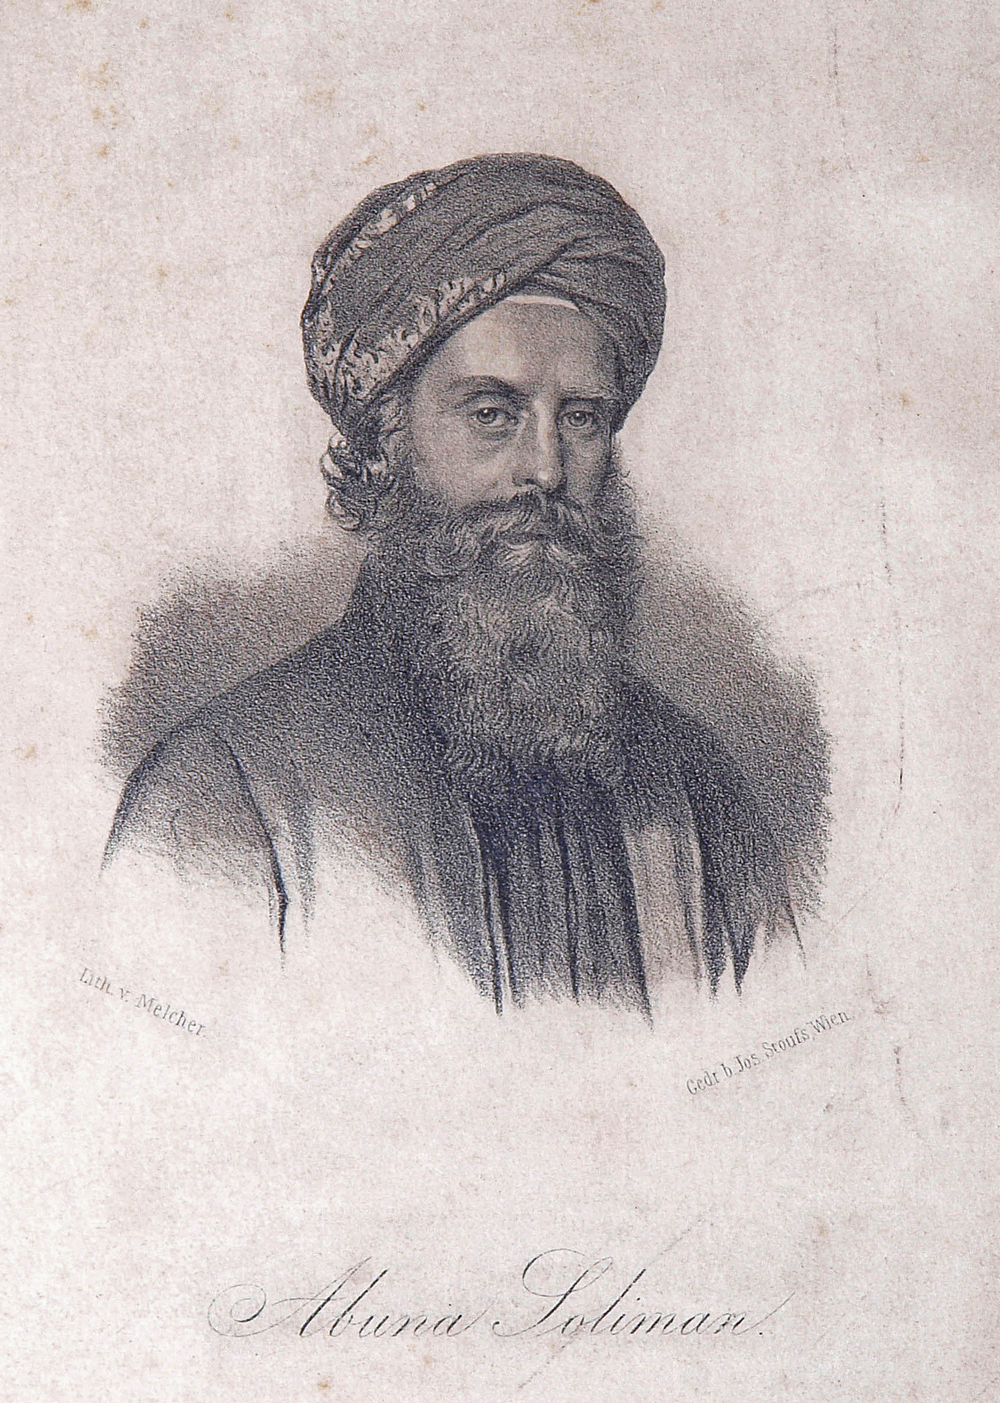 Lith. v. Melcher.
Gedr. b. Jos. Stoufs, Wien.
Abuna Soliman.